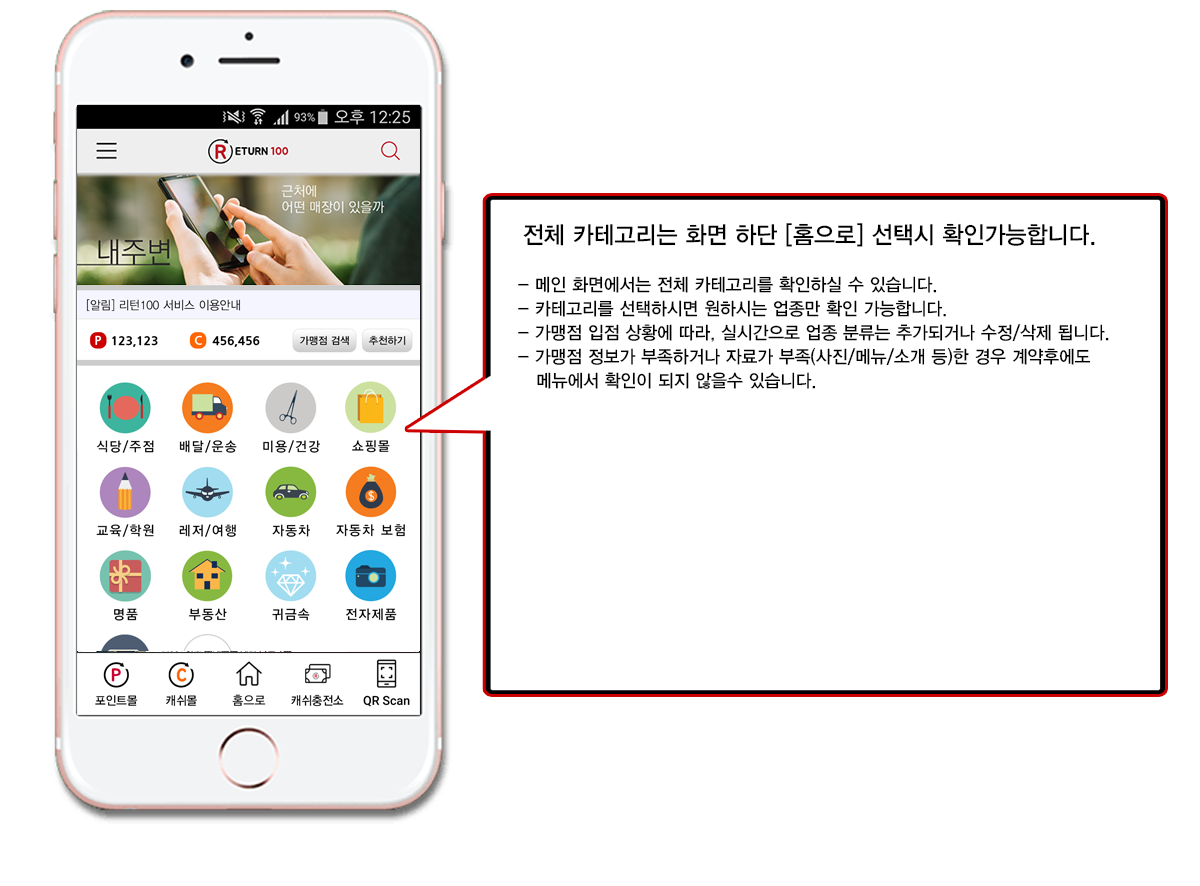 93% 오후 12:25
RETURN 100
근처에
어떤 매장이 있을까
내주변
[알림] 리턴100 서비스 이용안내
P 123,123 C 456,456 가맹점 검색 추천하기
식당/주점 배달/운송 미용/건강 쇼핑몰
교육/학원 레저/여행 자동차 자동차 보험
명품 부동산 귀금속 전자제품
P C
포인트몰 캐쉬몰 홈으로 캐쉬충전소 QR Scan
전체 카테고리는 화면 하단 [홈으로] 선택시 확인가능합니다.
– 메인 화면에서는 전체 카테고리를 확인하실 수 있습니다.
– 카테고리를 선택하시면 원하시는 업종만 확인 가능합니다.
– 가맹점 입점 상황에 따라, 실시간으로 업종 분류는 추가되거나 수정/삭제 됩니다.
– 가맹점 정보가 부족하거나 자료가 부족(사진/메뉴/소개 등)한 경우 계약후에도
메뉴에서 확인이 되지 않을수 있습니다.